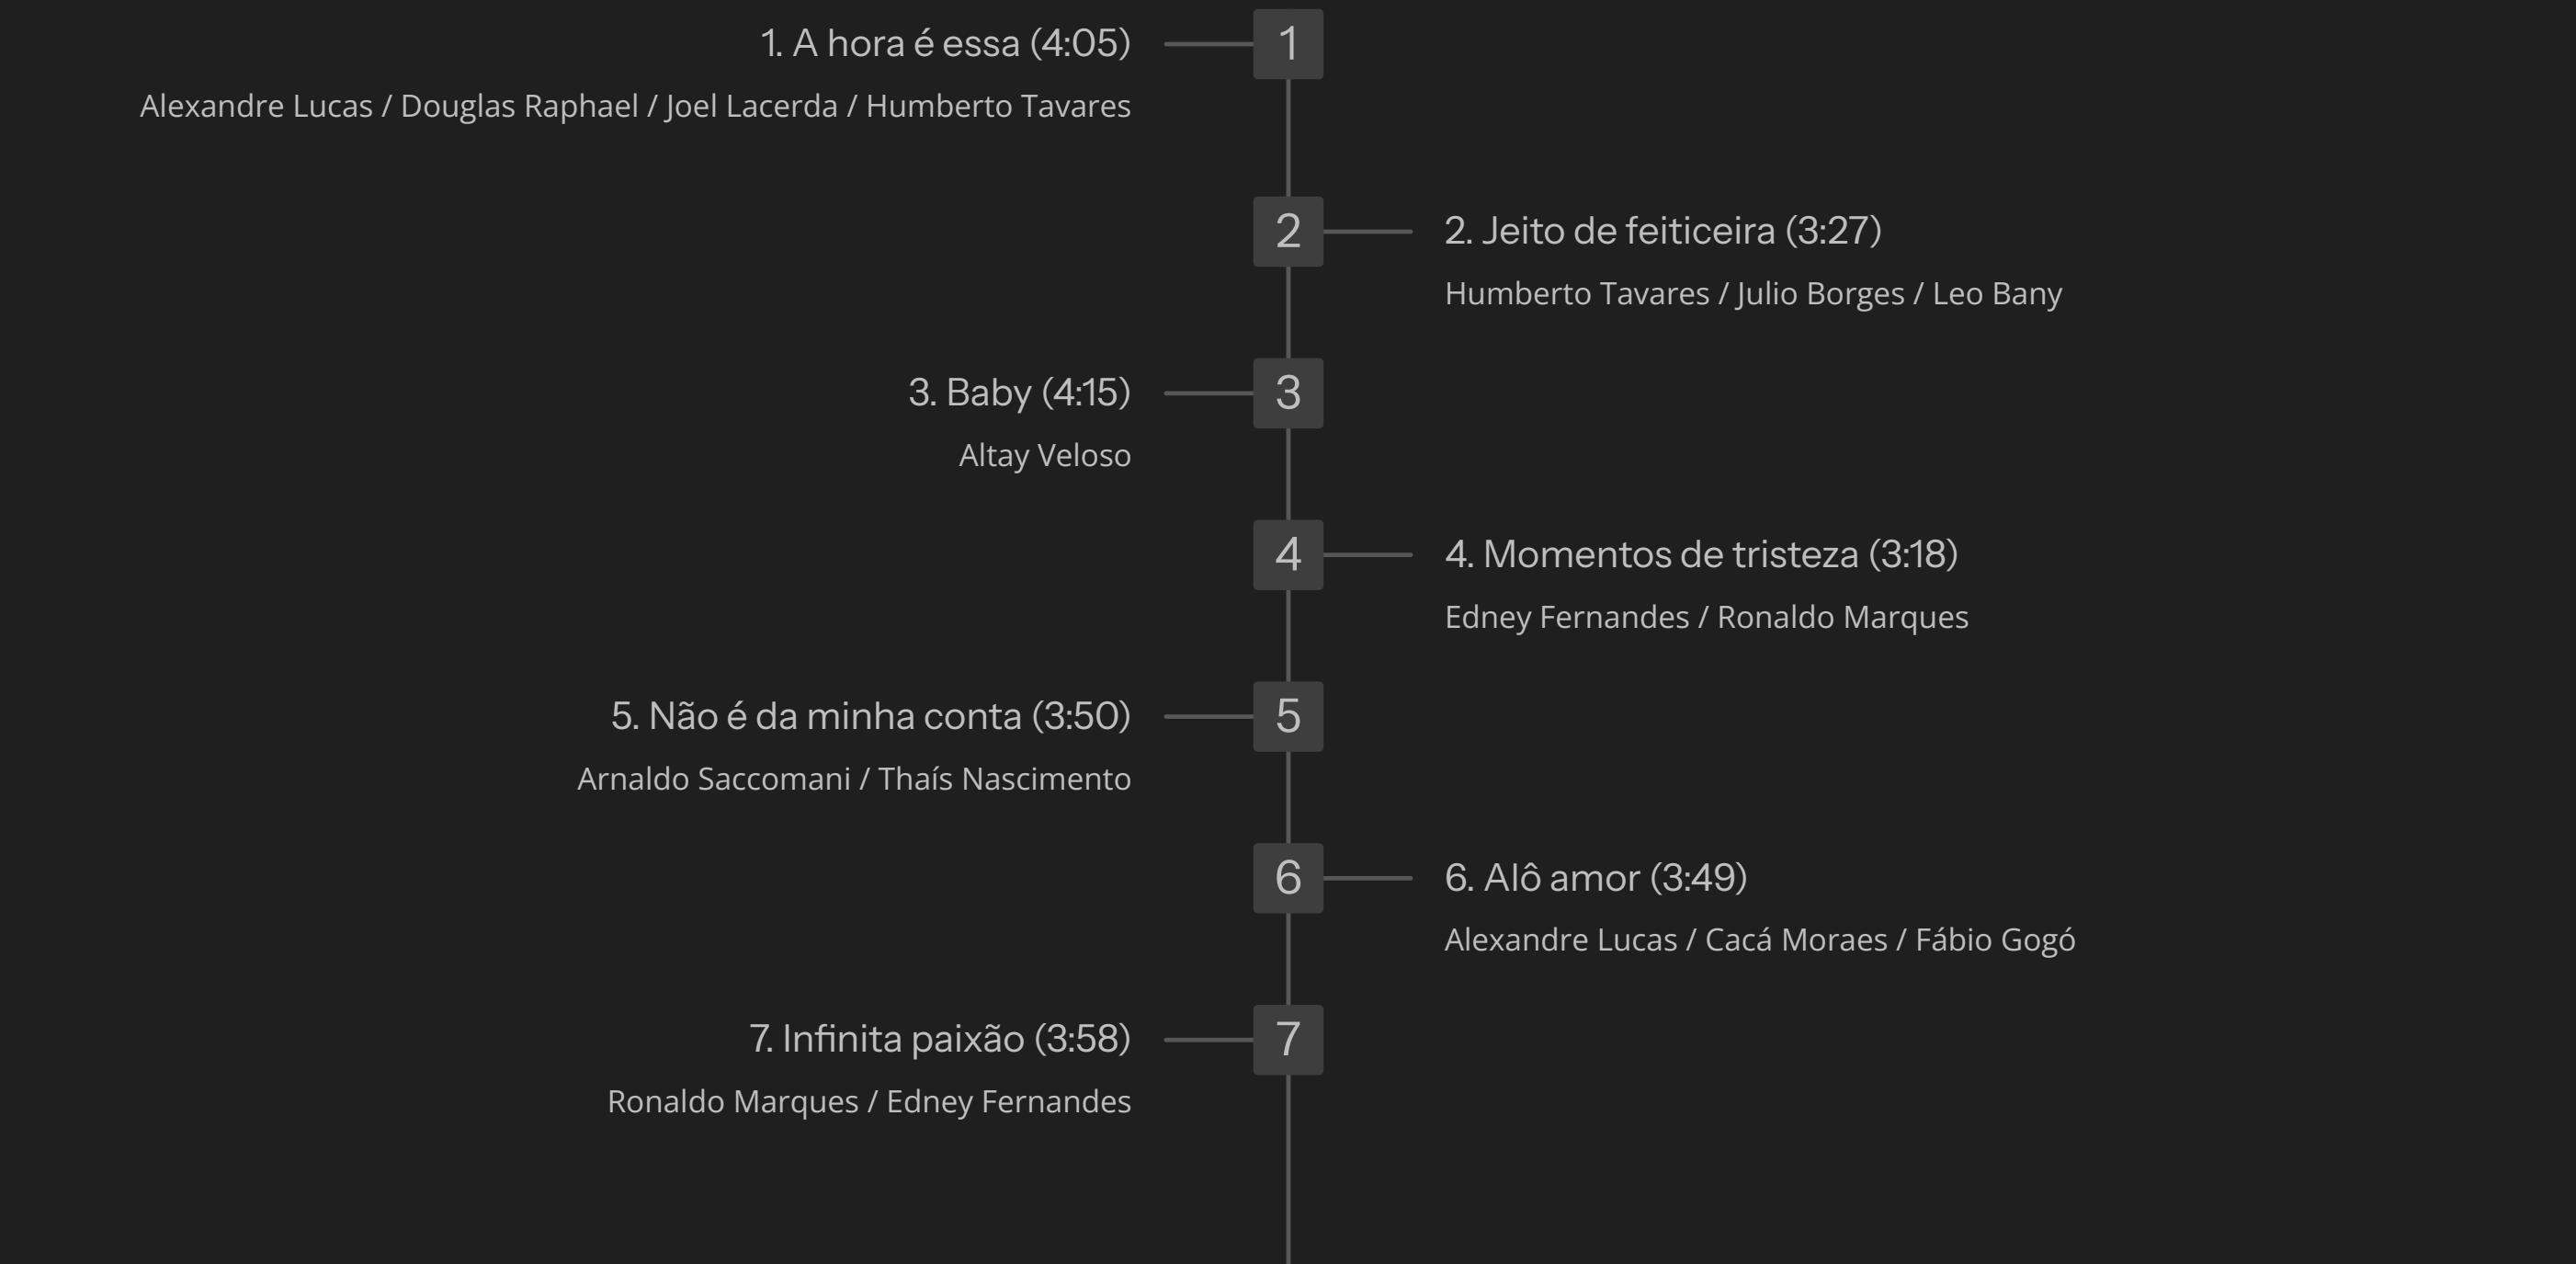 1. A hora é essa (4:05)
1
Alexandre Lucas / Douglas Raphael / Joel Lacerda / Humberto Tavares
2
2. Jeito de feiticeira (3:27)
Humberto Tavares / Julio Borges / Leo Bany
3. Baby (4:15)
3
Altay Veloso
4
4. Momentos de tristeza (3:18)
Edney Fernandes / Ronaldo Marques
5. Não é da minha conta (3:50)
5
Arnaldo Saccomani / Thaís Nascimento
6
6. Alô amor (3:49)
Alexandre Lucas / Cacá Moraes / Fábio Gogó
7. Infinita paixão (3:58)
7
Ronaldo Marques / Edney Fernandes